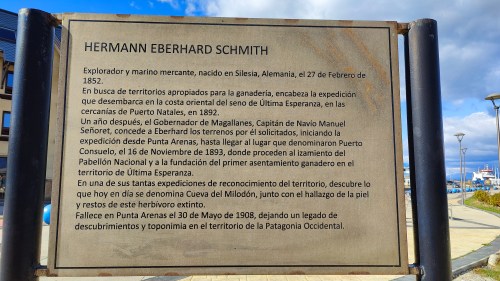 HERMANN EBERHARD SCHMITH
Explorador y marino mercante, nacido en Silesia, Alemania, el 27 de Febrero de
1852.
En busca de territorios apropiados para la ganadería, encabeza la expedición
que desembarca en la costa oriental del seno de Última Esperanza, en las
cercanías de Puerto Natales, en 1892.
Un año después, el Gobernador de Magallanes, Capitán de Navío Manuel
Señoret, concede a Eberhard los terrenos por él solicitados, iniciando la
expedición desde Punta Arenas, hasta llegar al lugar que denominaron Puerto
Consuelo, el 16 de Noviembre de 1893, donde proceden al izamiento del
Pabellón Nacional y a la fundación del primer asentamiento ganadero en el
territorio de Última Esperanza.
En una de sus tantas expediciones de reconocimiento del territorio, descubre lo
que hoy en día se denomina Cueva del Milodón, junto con el hallazgo de la piel
y restos de este herbívoro extinto.
Fallece en Punta Arenas el 30 de Mayo de 1908, dejando un legado de
descubrimientos y toponimia en el territorio de la Patagonia Occidental.